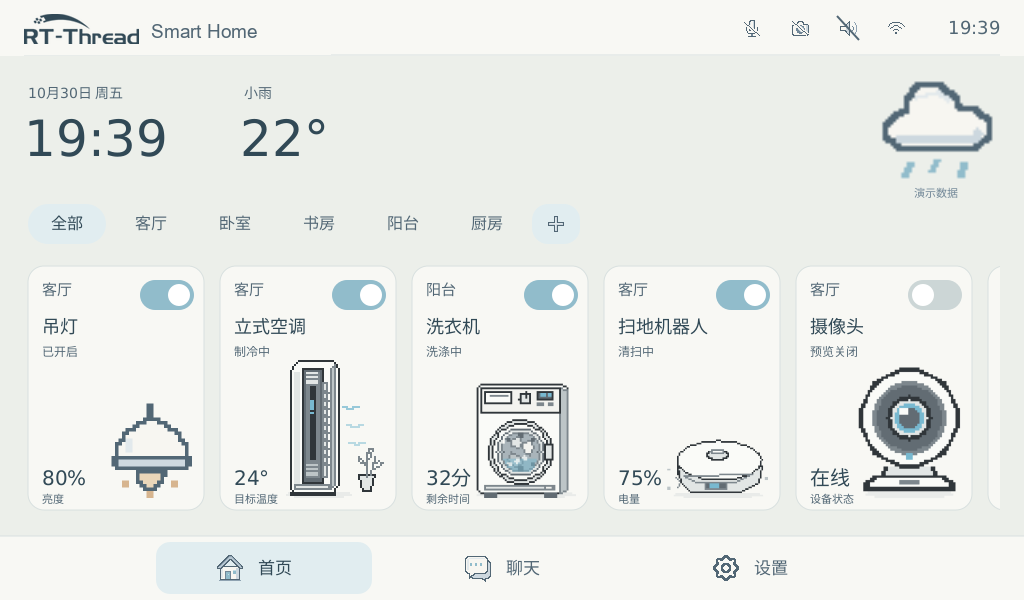 RT-Thread Smart Home 19:39
10月30日 周五 小雨
19:39 22°
演示数据
全部 客厅 卧室 书房 阳台 厨房
客厅
吊灯
已开启
80%
亮度
客厅
立式空调
制冷中
24°
目标温度
阳台
洗衣机
洗涤中
32分
剩余时间
客厅
扫地机器人
清扫中
75%
电量
客厅
摄像头
预览关闭
在线
设备状态
首页 聊天 设置